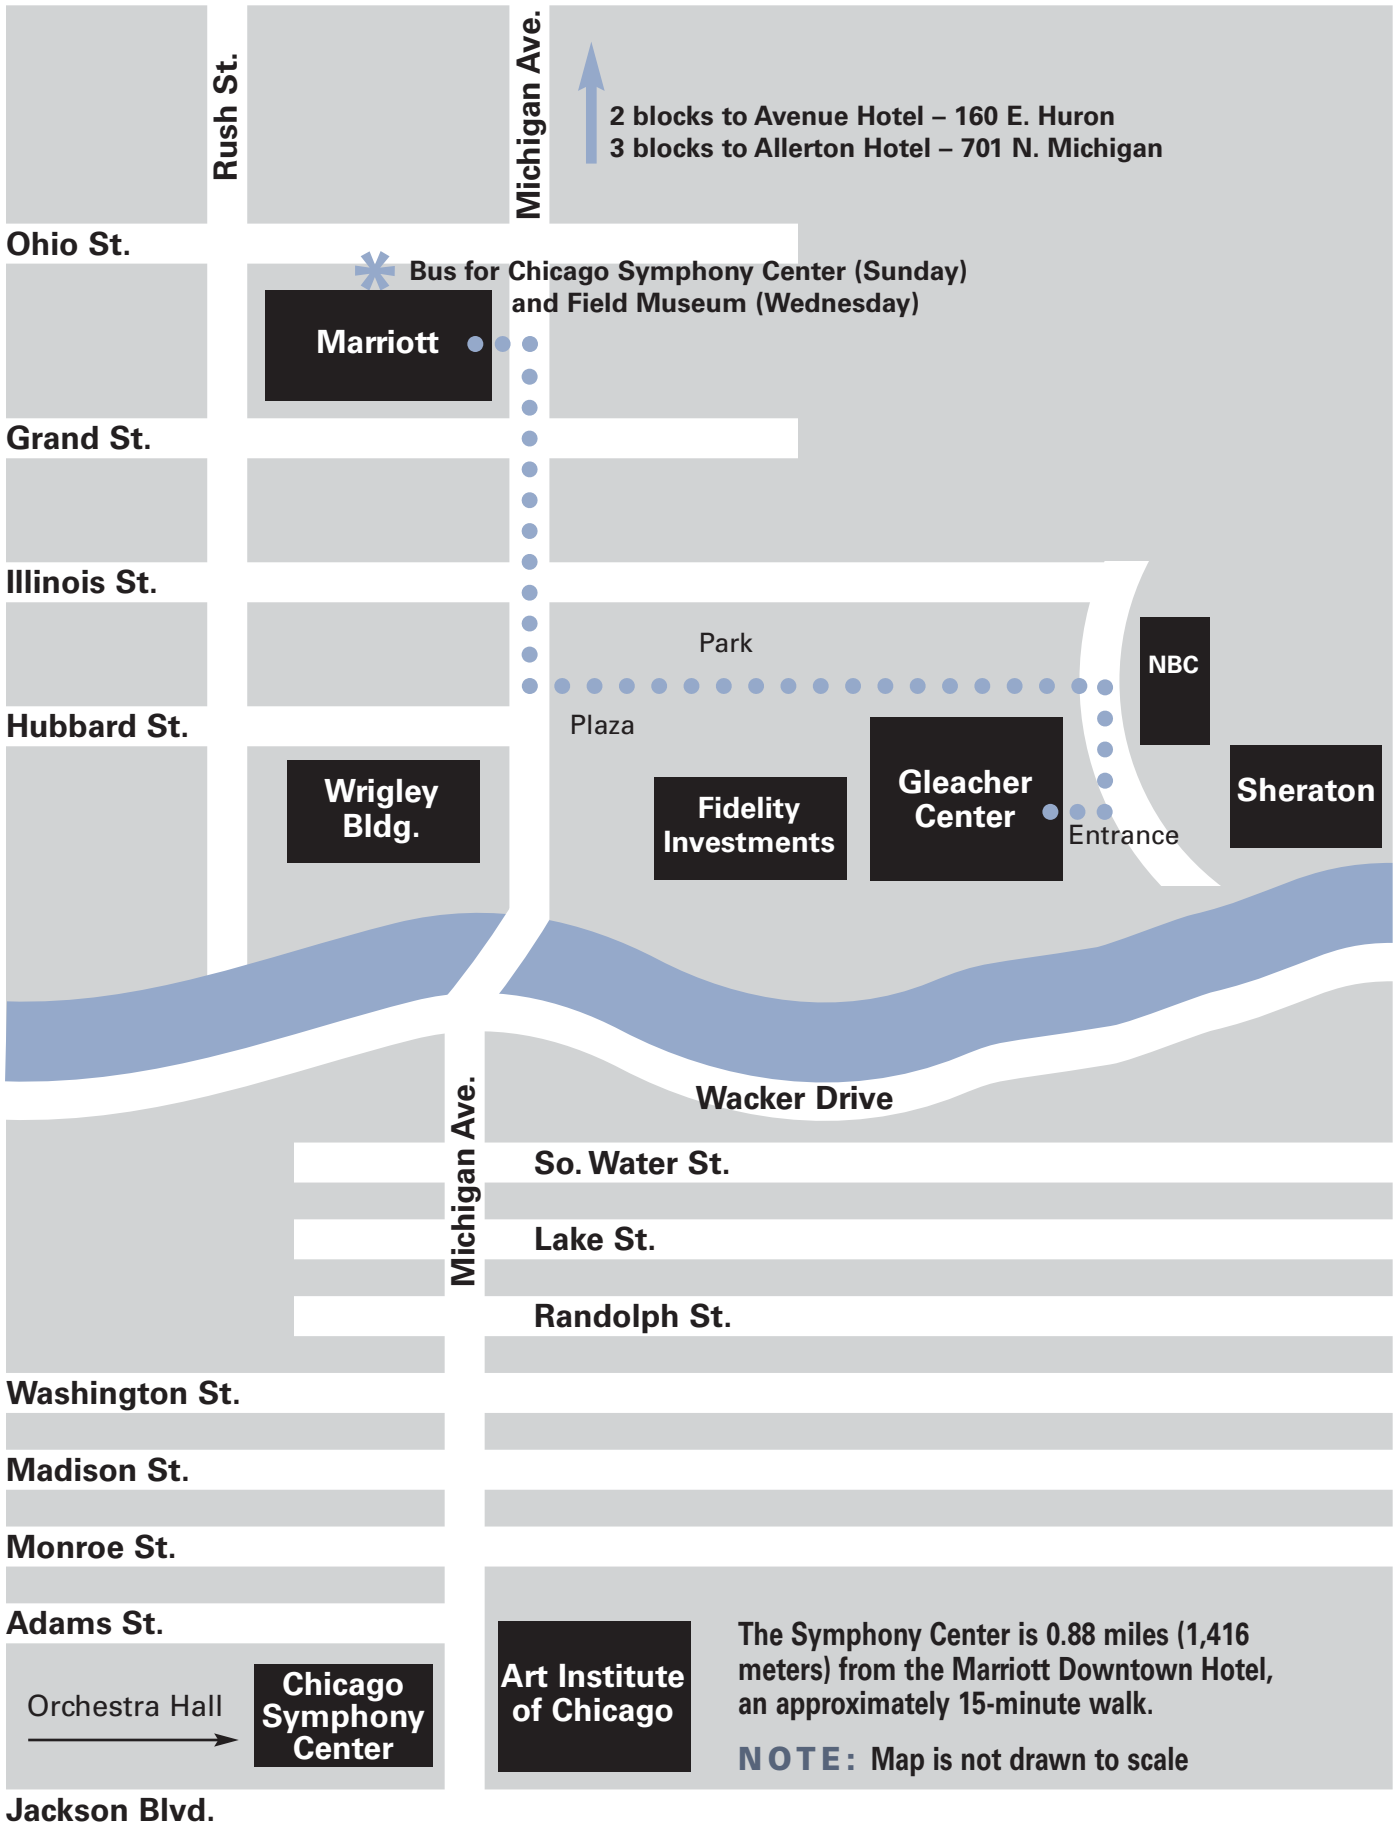 Rush St.
Michigan Ave.
2 blocks to Avenue Hotel – 160 E. Huron
3 blocks to Allerton Hotel – 701 N. Michigan
Ohio St.
Bus for Chicago Symphony Center (Sunday)
and Field Museum (Wednesday)
Marriott
Grand St.
Illinois St.
Park
NBC
Hubbard St.
Plaza
Wrigley
Bldg.
Fidelity
Investments
Gleacher
Center
Entrance
Sheraton
Wacker Drive
Michigan Ave.
So. Water St.
Lake St.
Randolph St.
Washington St.
Madison St.
Monroe St.
Adams St.
Orchestra Hall
Chicago
Symphony
Center
Art Institute
of Chicago
The Symphony Center is 0.88 miles (1,416
meters) from the Marriott Downtown Hotel,
an approximately 15-minute walk.
NOTE: Map is not drawn to scale
Jackson Blvd.